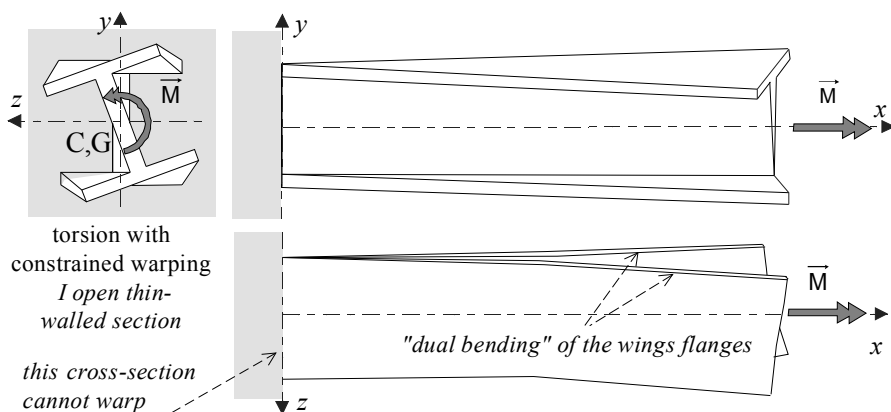 y
y
M
z
C,G
M
x
torsion with
constrained warping
I open thin-
walled section
M
x
"dual bending" of the wings flanges
this cross-section
cannot warp
z